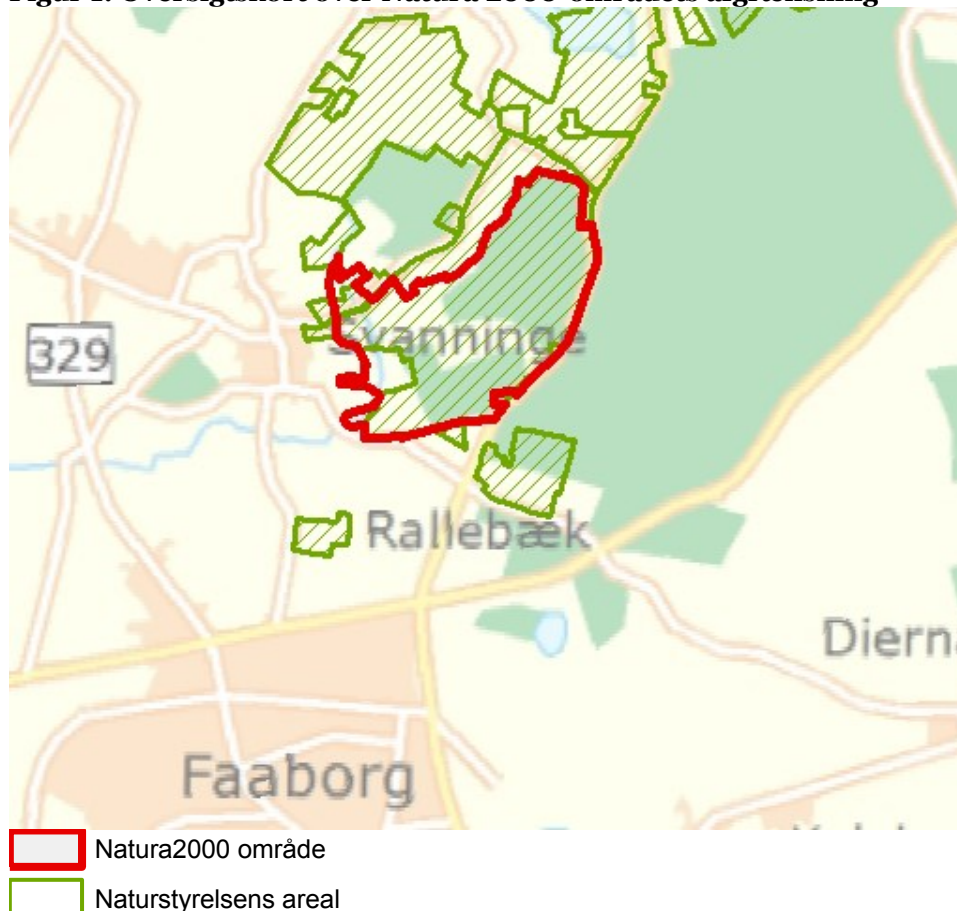 329
Svanninge
Rallebæk
Diern
Faaborg
Natura2000 område
Naturstyrelsens areal